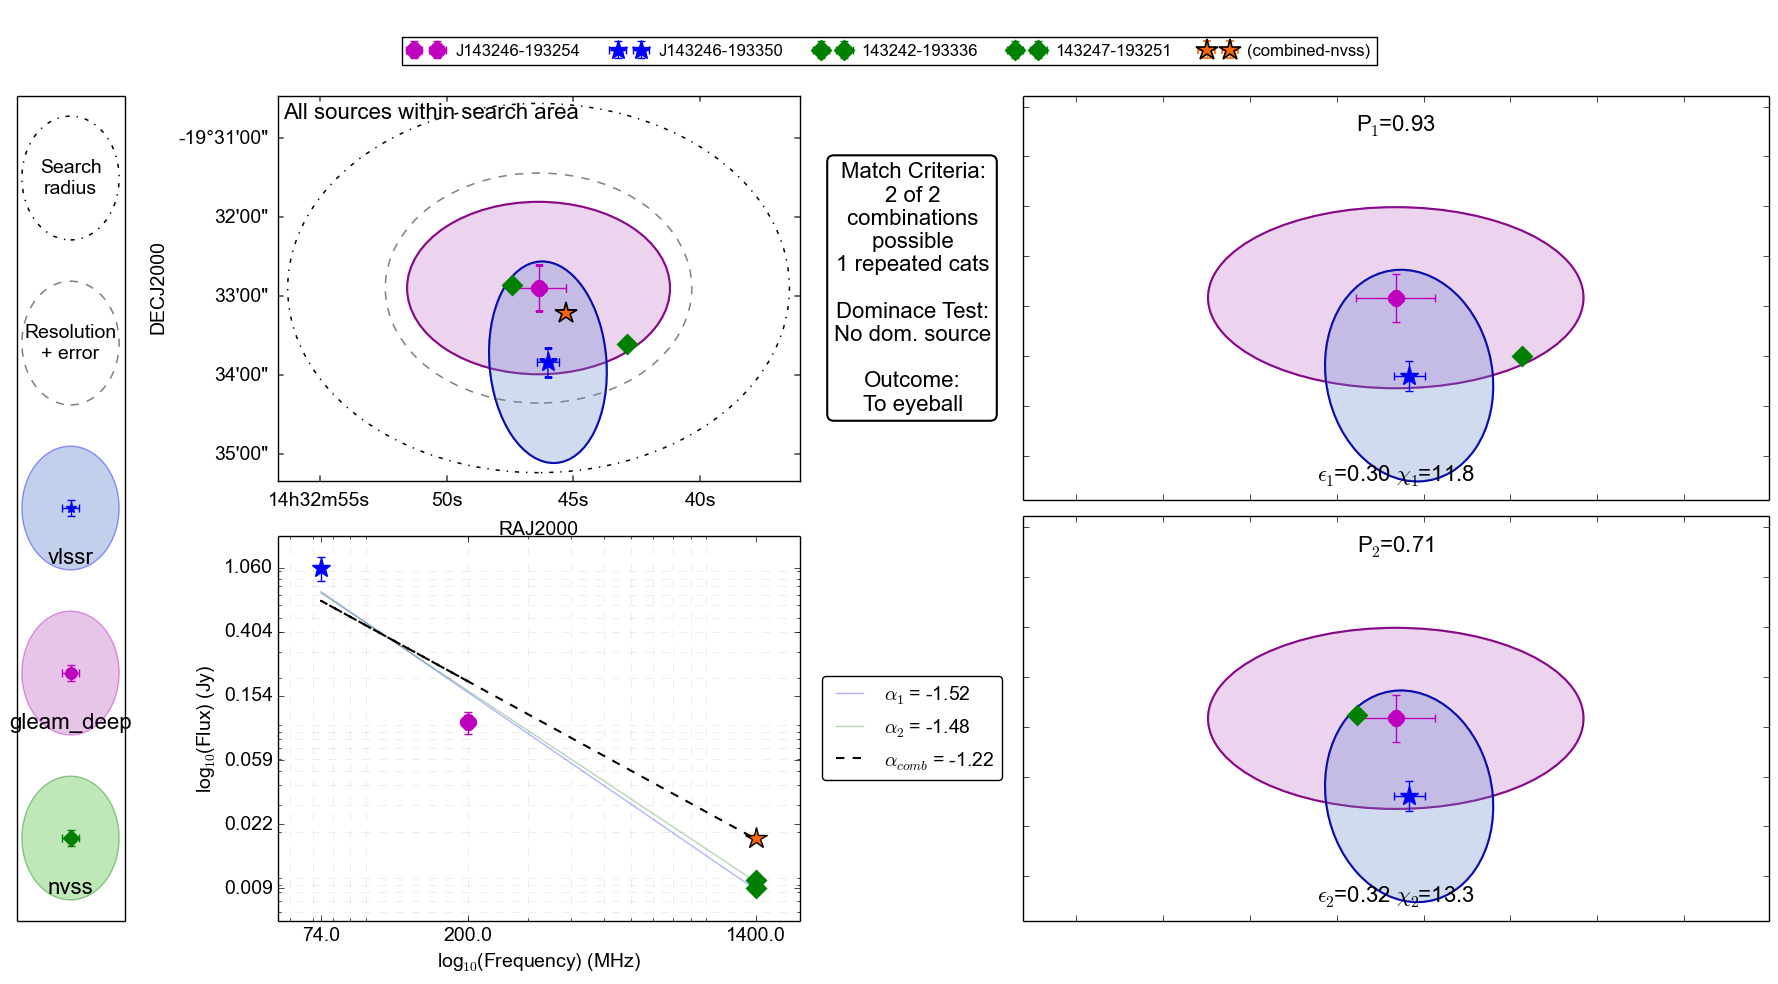 J143246-193254 J143246-193350 143242-193336 143247-193251 (combined-nvss)
Search
radius
Resolution
+ error
vlssr
gleam_deep
nvss
All sources within search area
DECJ2000
-19°31'00"
32'00"
33'00"
34'00"
35'00"
14h32m55s 50s 45s 40s
RAJ2000
Match Criteria:
2 of 2
combinations
possible
1 repeated cats
Dominace Test:
No dom. source
Outcome:
To eyeball
P₁=0.93
ϵ₁=0.30 χ₁=11.8
log₁₀(Flux) (Jy)
1.060
0.404
0.154
0.059
0.022
0.009
74.0 200.0 1400.0
log₁₀(Frequency) (MHz)
α₁ = -1.52
α₂ = -1.48
α_comb = -1.22
P₂=0.71
ϵ₂=0.32 χ₂=13.3